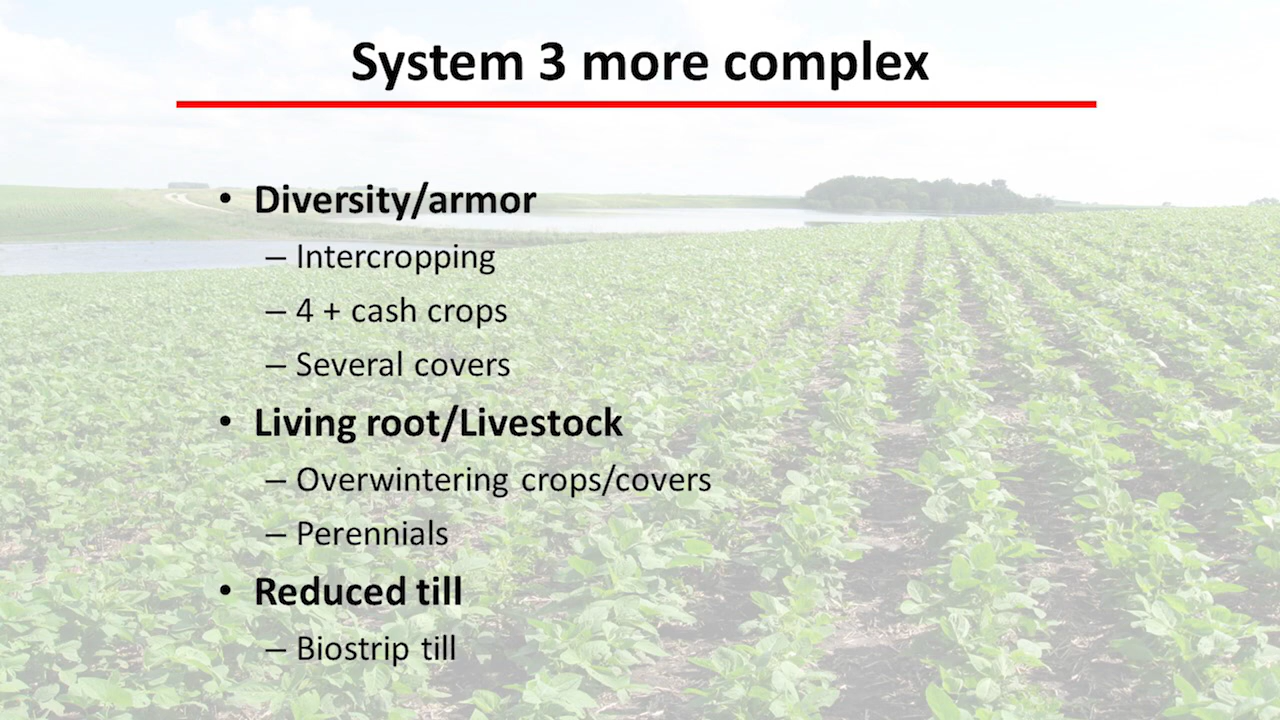 System 3 more complex
• Diversity/armor
– Intercropping
– 4 + cash crops
– Several covers
• Living root/Livestock
– Overwintering crops/covers
– Perennials
• Reduced till
– Biostrip till